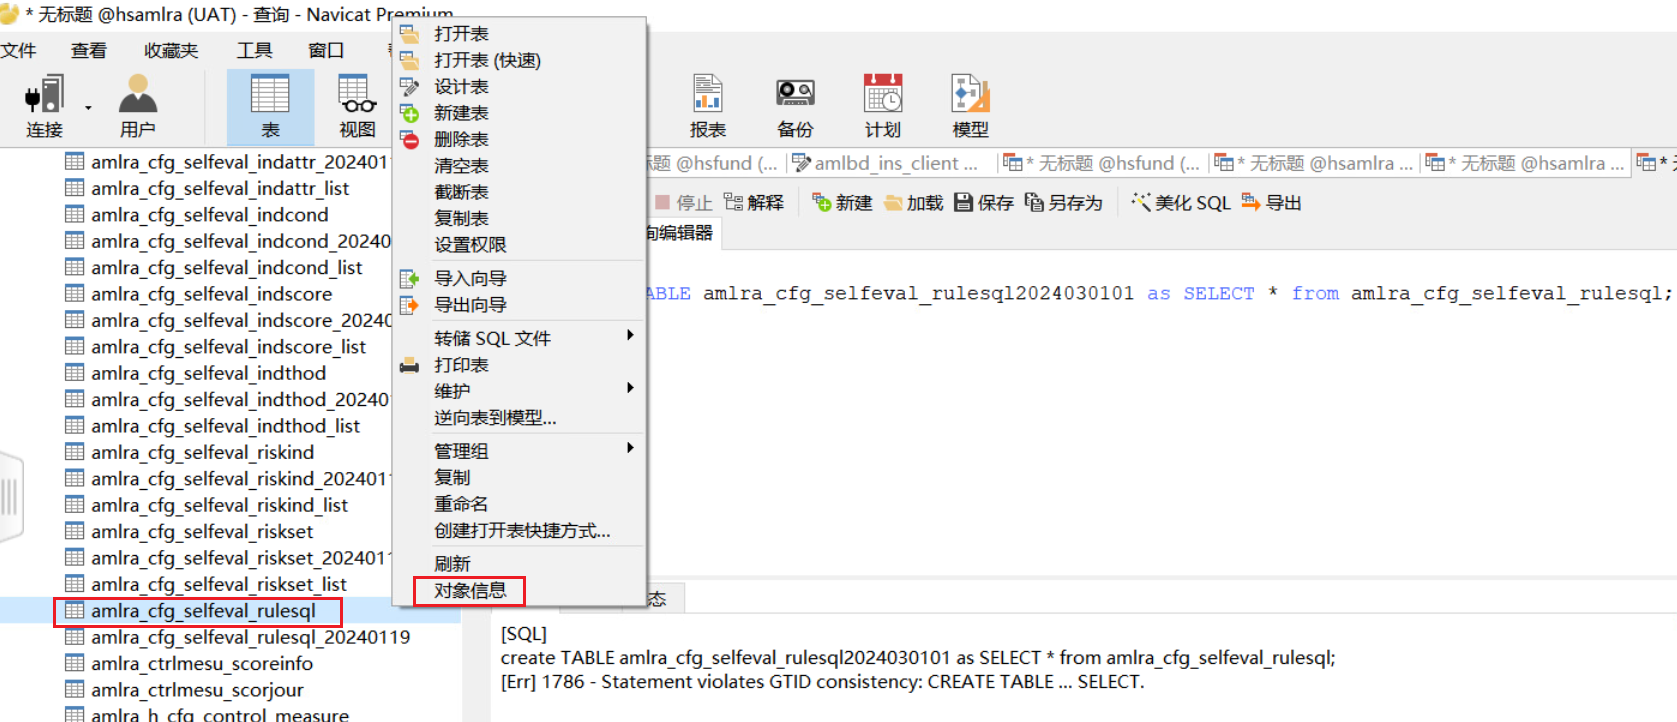 * 无标题 @hsamlra (UAT) - 查询 - Navicat Premium
文件 查看 收藏夹 工具 窗口
连接 用户 表 视图 报表 备份 计划 模型
amlra_cfg_selfeval_indattr_202401
amlra_cfg_selfeval_indattr_list
amlra_cfg_selfeval_indcond
amlra_cfg_selfeval_indcond_20240
amlra_cfg_selfeval_indcond_list
amlra_cfg_selfeval_indscore
amlra_cfg_selfeval_indscore_20240
amlra_cfg_selfeval_indscore_list
amlra_cfg_selfeval_indthod
amlra_cfg_selfeval_indthod_20240
amlra_cfg_selfeval_indthod_list
amlra_cfg_selfeval_riskind
amlra_cfg_selfeval_riskind_202401
amlra_cfg_selfeval_riskind_list
amlra_cfg_selfeval_riskset
amlra_cfg_selfeval_riskset_202401
amlra_cfg_selfeval_riskset_list
amlra_cfg_selfeval_rulesql
amlra_cfg_selfeval_rulesql_20240119
amlra_ctrlmesu_scoreinfo
amlra_ctrlmesu_scorjour
amlra_h_cfg_control_measure
打开表
打开表 (快速)
设计表
新建表
删除表
清空表
截断表
复制表
设置权限
导入向导
导出向导
转储 SQL 文件
打印表
维护
逆向表到模型...
管理组
复制
重命名
创建打开表快捷方式...
刷新
对象信息
标题 @hsfund (... amlbd_ins_client ... * 无标题 @hsfund (... * 无标题 @hsamlra ... * 无标题 @hsamlra ... *
停止 解释 新建 加载 保存 另存为 美化 SQL 导出
询编辑器
ABLE amlra_cfg_selfeval_rulesql2024030101 as SELECT * from amlra_cfg_selfeval_rulesql;
态
[SQL]
create TABLE amlra_cfg_selfeval_rulesql2024030101 as SELECT * from amlra_cfg_selfeval_rulesql;
[Err] 1786 - Statement violates GTID consistency: CREATE TABLE ... SELECT.